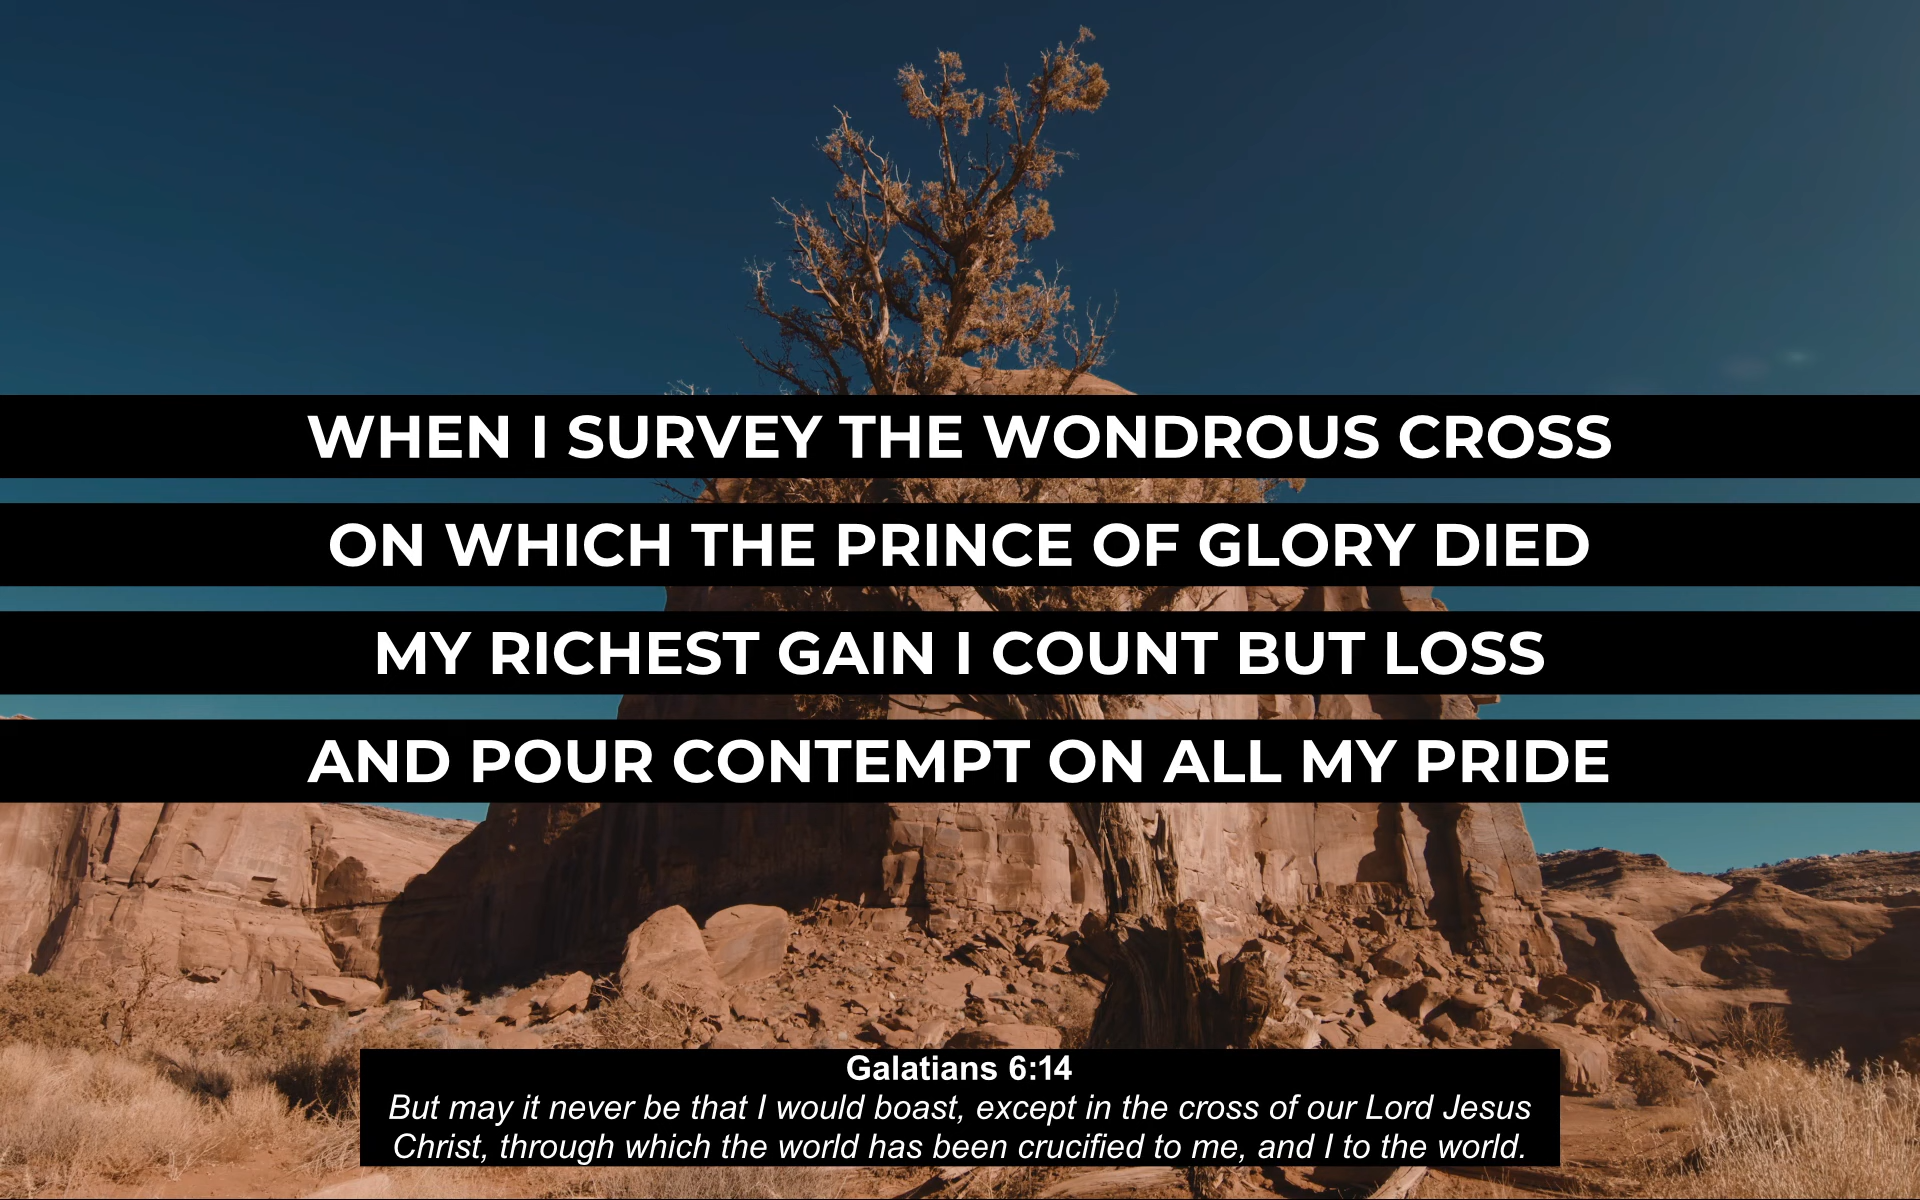 WHEN I SURVEY THE WONDROUS CROSS
ON WHICH THE PRINCE OF GLORY DIED
MY RICHEST GAIN I COUNT BUT LOSS
AND POUR CONTEMPT ON ALL MY PRIDE
Galatians 6:14
But may it never be that I would boast, except in the cross of our Lord Jesus
Christ, through which the world has been crucified to me, and I to the world.